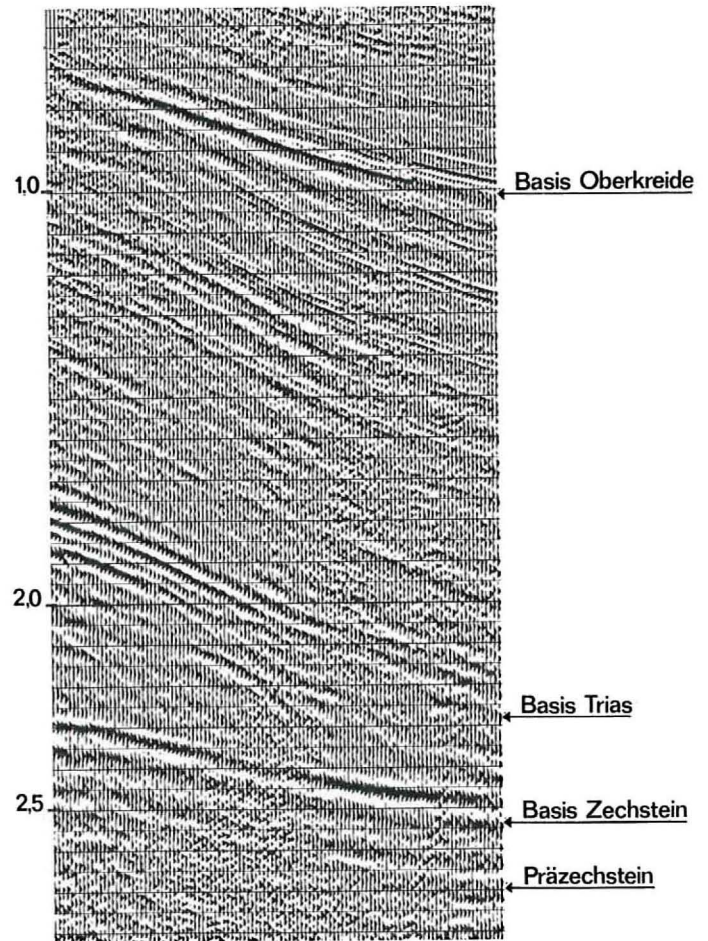 1,0
Basis Oberkreide
2,0
Basis Trias
2,5
Basis Zechstein
Präzechstein